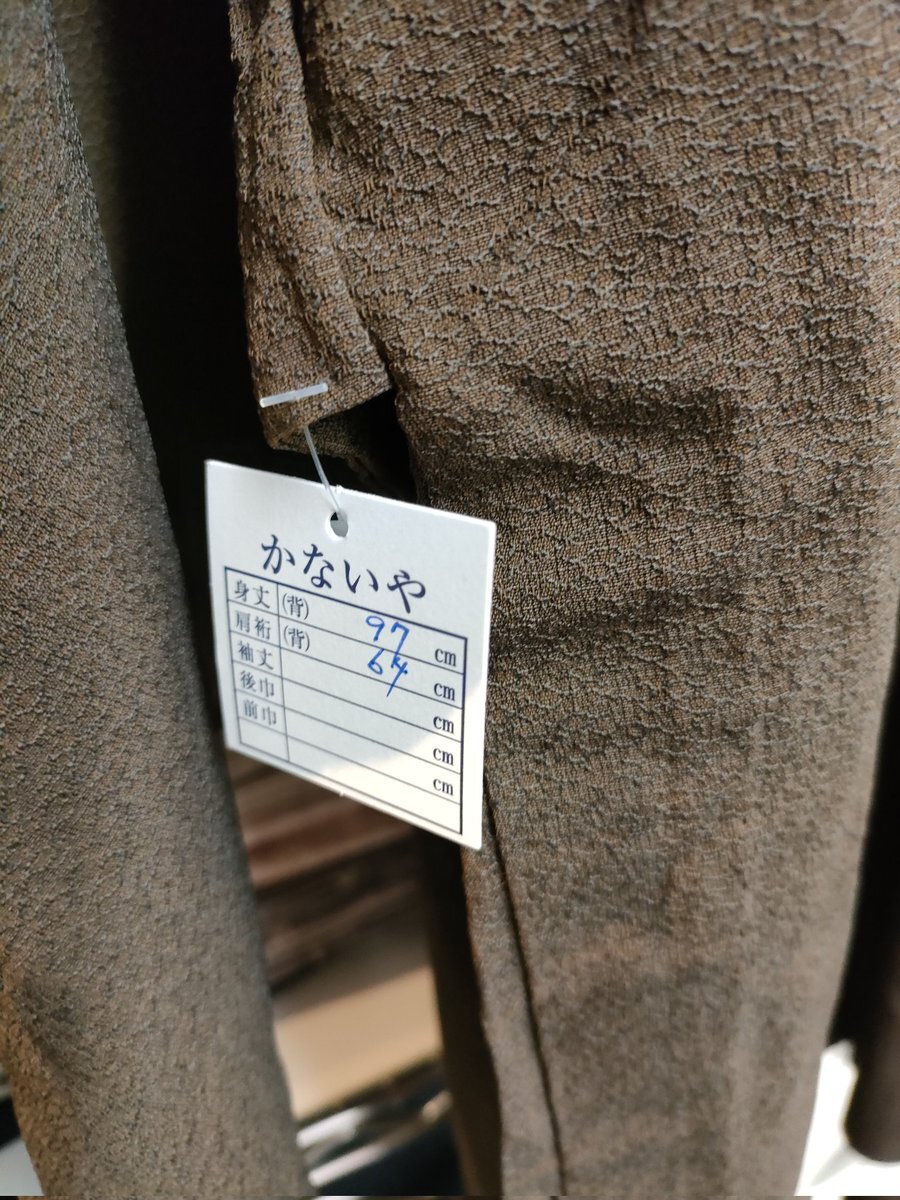 かないや
身丈 (背) 97 cm
肩裄 (背) 64 cm
袖丈 cm
後巾 cm
前巾 cm